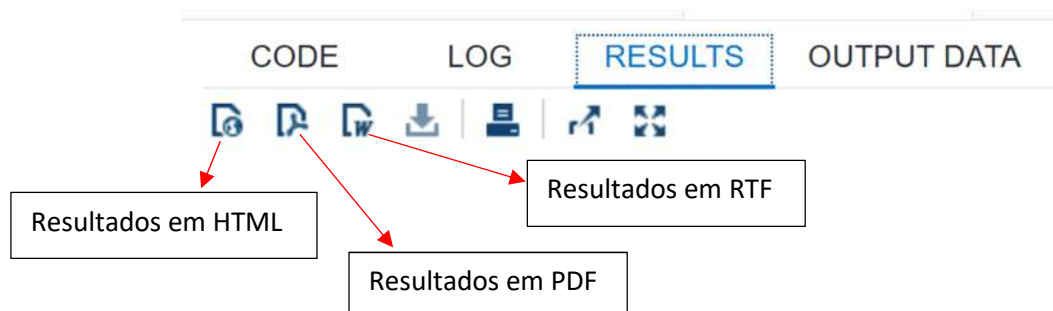 CODE LOG RESULTS OUTPUT DATA
Resultados em RTF
Resultados em HTML
Resultados em PDF